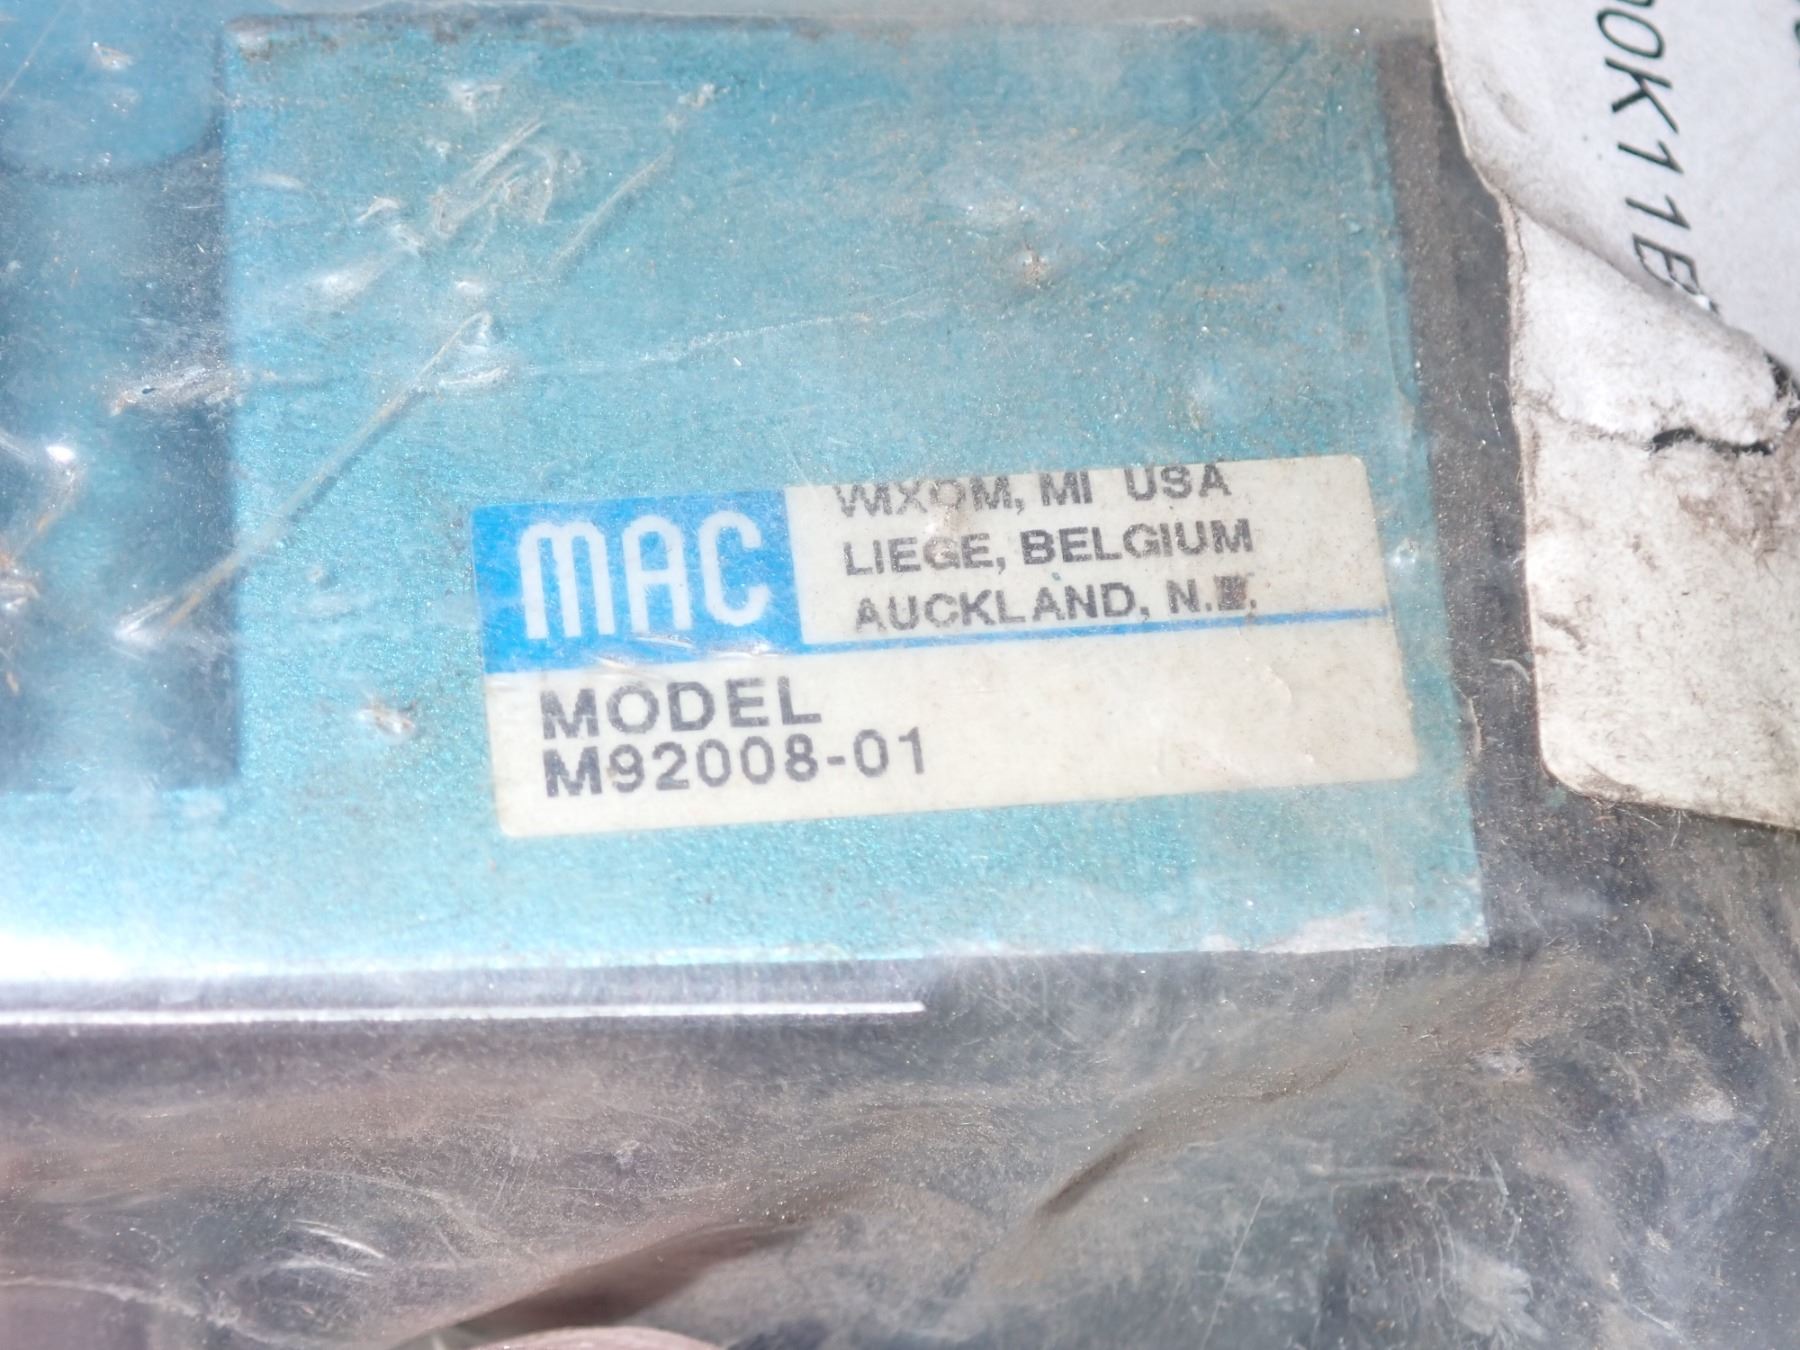 MAC
WIXOM, MI USA
LIEGE, BELGIUM
AUCKLAND, N.Z.
MODEL
M92008-01